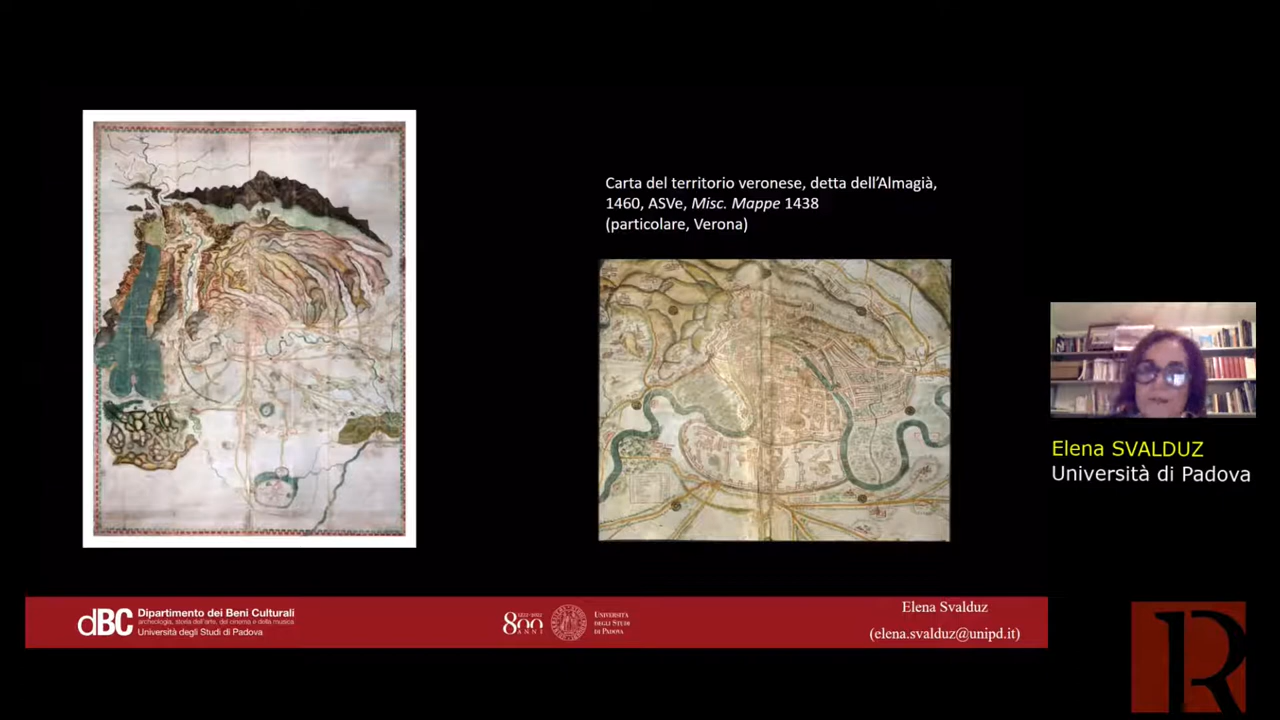 Carta del territorio veronese, detta dell'Almagià,
1460, ASVe, Misc. Mappe 1438
(particolare, Verona)
Elena SVALDUZ
Università di Padova
dBC
Dipartimento dei Beni Culturali
archeologia, storia dell'arte, del cinema e della musica
Università degli Studi di Padova
1222-2022
800
ANNI
UNIVERSITÀ
DEGLI STUDI
DI PADOVA
Elena Svalduz
(elena.svalduz@unipd.it)
R